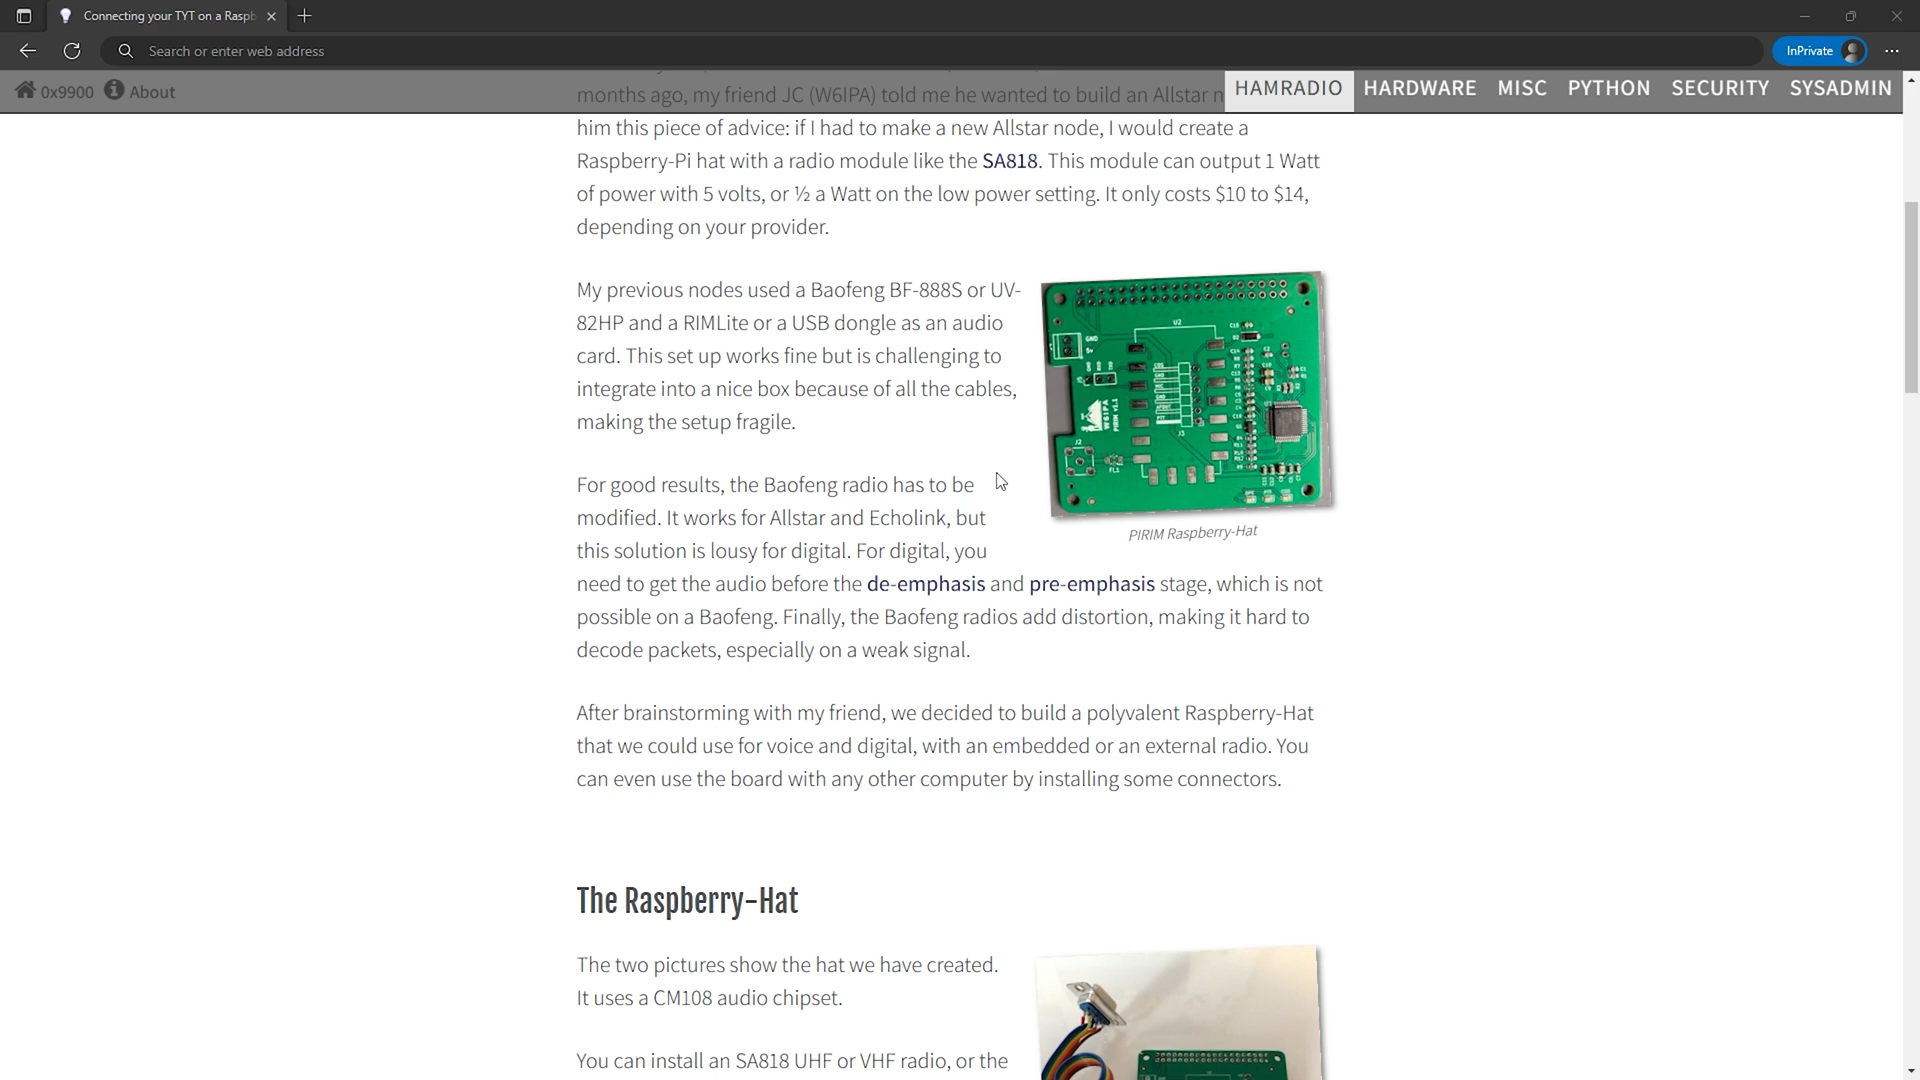 Connecting your TYT on a Raspb
Search or enter web address
InPrivate
0x9900 About
HAMRADIO HARDWARE MISC PYTHON SECURITY SYSADMIN
months ago, my friend JC (W6IPA) told me he wanted to build an Allstar n
him this piece of advice: if I had to make a new Allstar node, I would create a
Raspberry-Pi hat with a radio module like the SA818. This module can output 1 Watt
of power with 5 volts, or ½ a Watt on the low power setting. It only costs $10 to $14,
depending on your provider.
My previous nodes used a Baofeng BF-888S or UV-
82HP and a RIMLite or a USB dongle as an audio
card. This set up works fine but is challenging to
integrate into a nice box because of all the cables,
making the setup fragile.
U2
GND
5v
W6IPA
PIRIM v1.1
J3
J2
FL1
PIRIM Raspberry-Hat
For good results, the Baofeng radio has to be
modified. It works for Allstar and Echolink, but
this solution is lousy for digital. For digital, you
need to get the audio before the de-emphasis and pre-emphasis stage, which is not
possible on a Baofeng. Finally, the Baofeng radios add distortion, making it hard to
decode packets, especially on a weak signal.
After brainstorming with my friend, we decided to build a polyvalent Raspberry-Hat
that we could use for voice and digital, with an embedded or an external radio. You
can even use the board with any other computer by installing some connectors.
The Raspberry-Hat
The two pictures show the hat we have created.
It uses a CM108 audio chipset.
You can install an SA818 UHF or VHF radio, or the